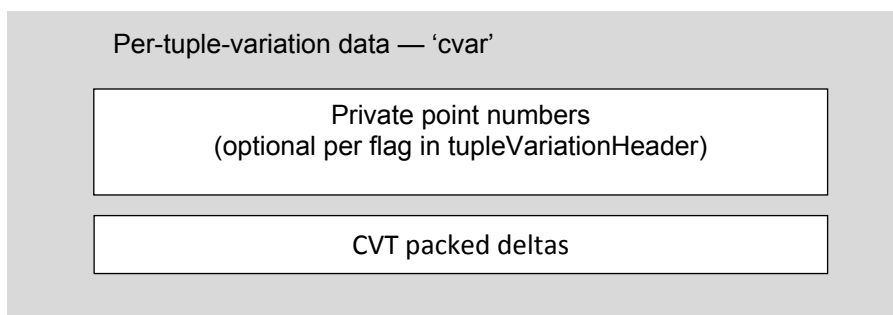 Per-tuple-variation data — ‘cvar’
Private point numbers
(optional per flag in tupleVariationHeader)
CVT packed deltas